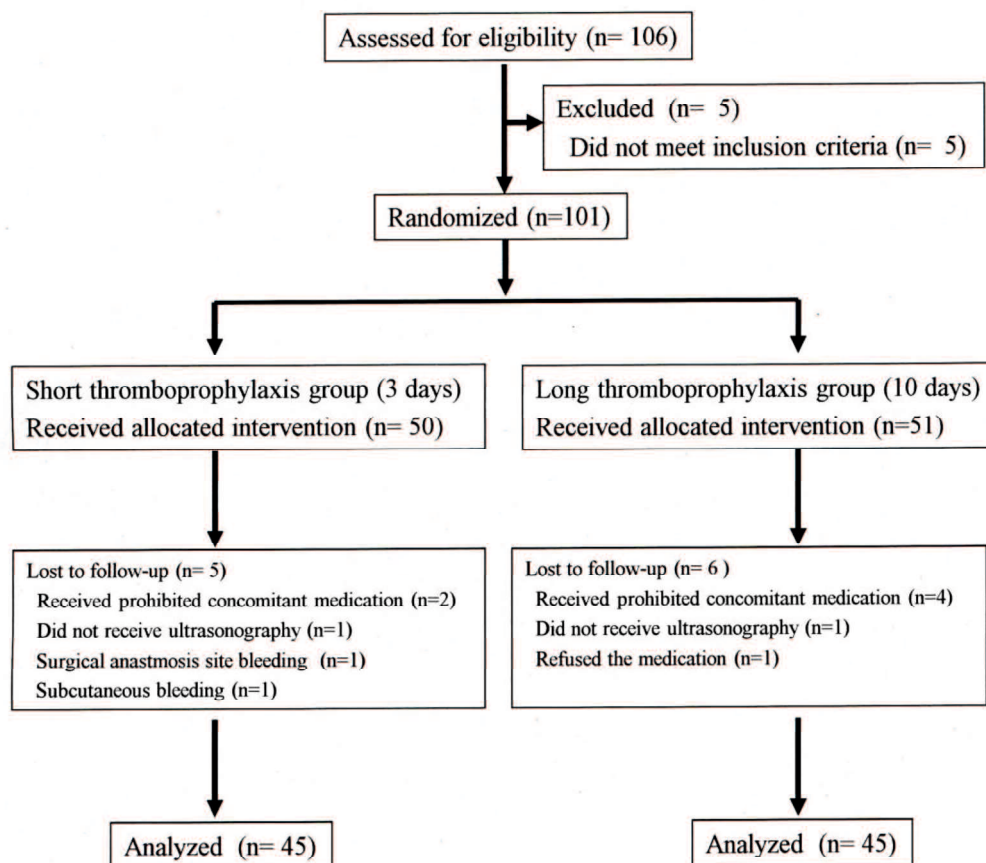 Assessed for eligibility (n= 106)
Excluded (n= 5)
Did not meet inclusion criteria (n= 5)
Randomized (n=101)
Short thromboprophylaxis group (3 days)
Received allocated intervention (n= 50)
Long thromboprophylaxis group (10 days)
Received allocated intervention (n=51)
Lost to follow-up (n= 5)
Received prohibited concomitant medication (n=2)
Did not receive ultrasonography (n=1)
Surgical anastmosis site bleeding (n=1)
Subcutaneous bleeding (n=1)
Lost to follow-up (n= 6 )
Received prohibited concomitant medication (n=4)
Did not receive ultrasonography (n=1)
Refused the medication (n=1)
Analyzed (n= 45)
Analyzed (n= 45)